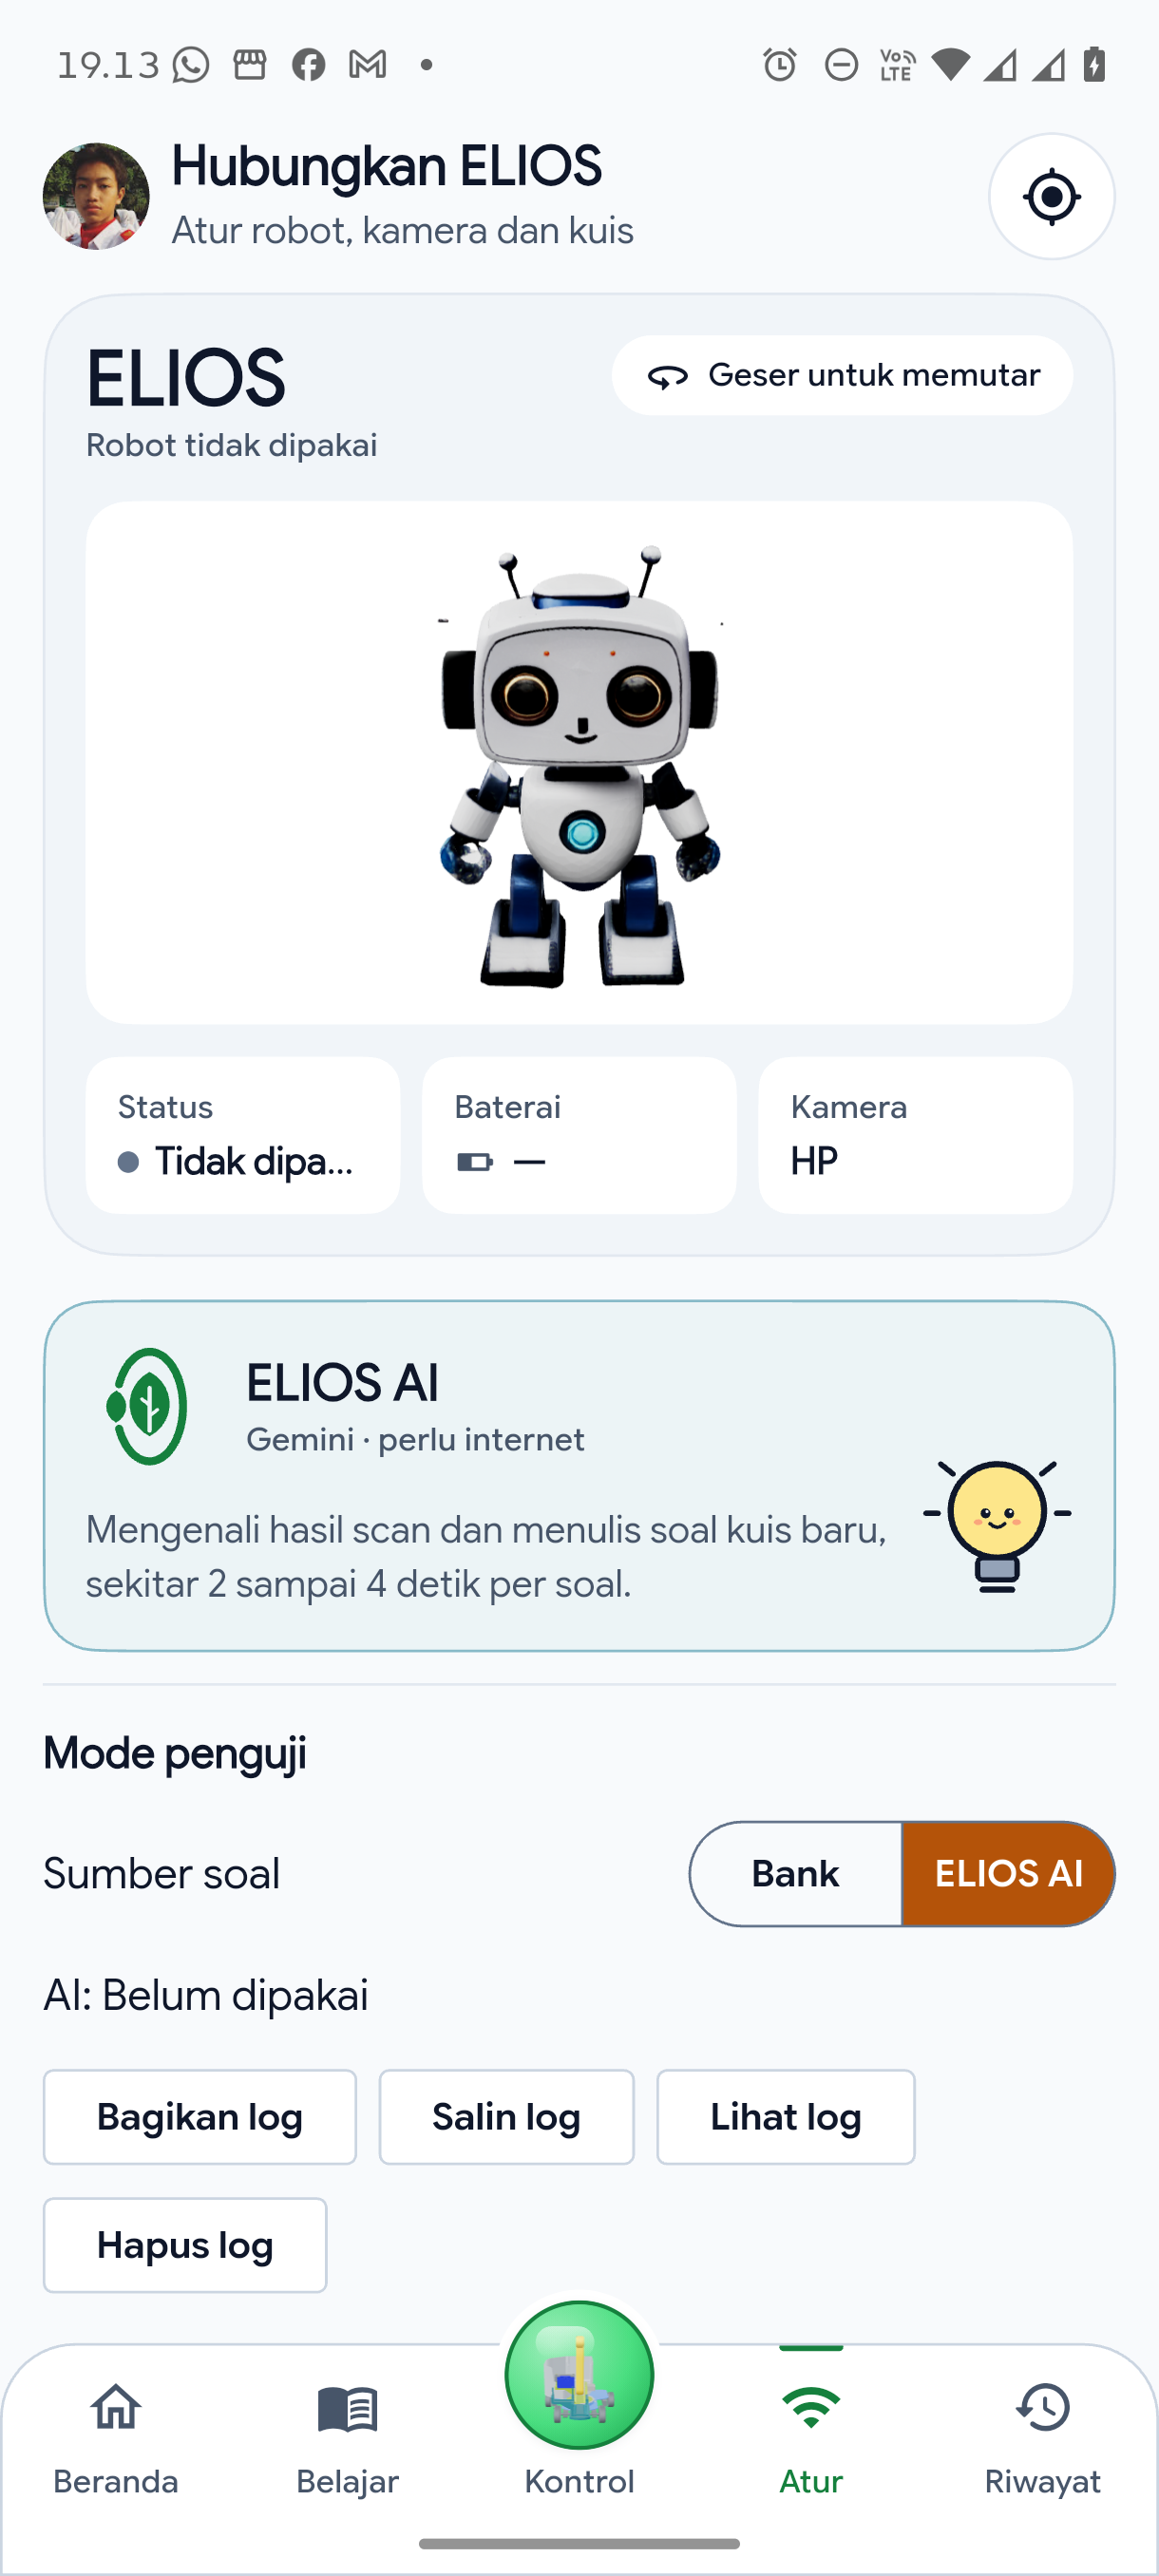 19.13
Vo
LTE
Hubungkan ELIOS
Atur robot, kamera dan kuis
ELIOS
Geser untuk memutar
Robot tidak dipakai
Status
Baterai
Kamera
Tidak dipa...
—
HP
ELIOS AI
Gemini · perlu internet
Mengenali hasil scan dan menulis soal kuis baru,
sekitar 2 sampai 4 detik per soal.
Mode penguji
Sumber soal
Bank
ELIOS AI
AI: Belum dipakai
Bagikan log
Salin log
Lihat log
Hapus log
Beranda
Belajar
Kontrol
Atur
Riwayat